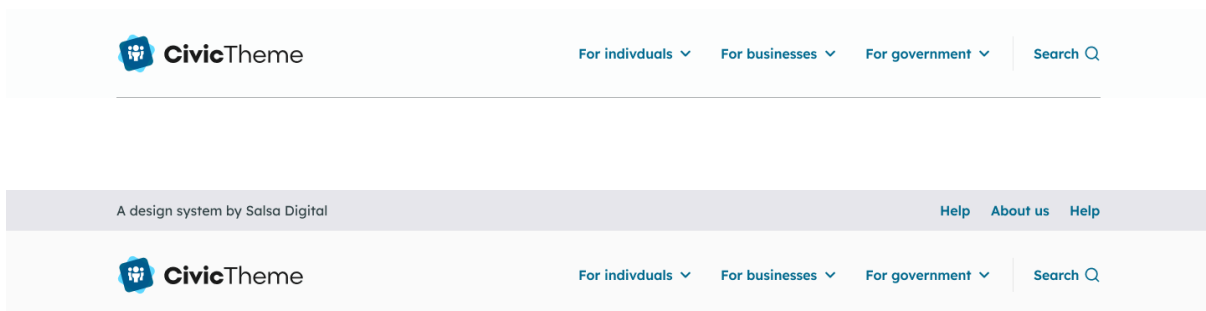 CivicTheme For indivduals For businesses For government Search
A design system by Salsa Digital Help About us Help
CivicTheme For indivduals For businesses For government Search